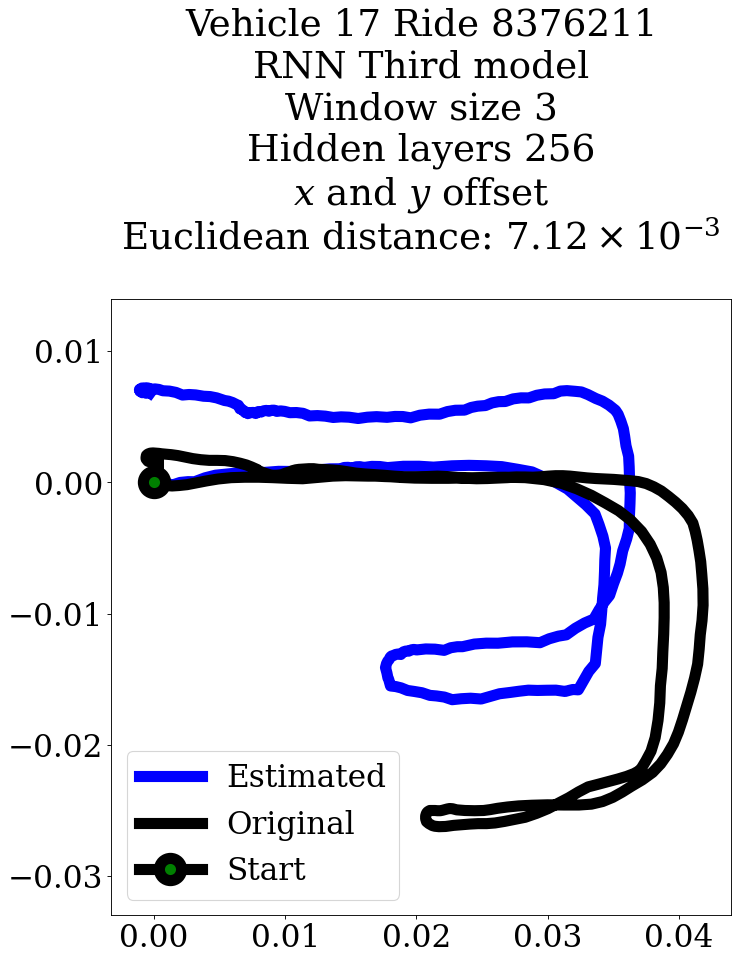 Vehicle 17 Ride 8376211
RNN Third model
Window size 3
Hidden layers 256
x and y offset
Euclidean distance: 7.12 × 10⁻³
0.01
0.00
−0.01
−0.02
−0.03
Estimated
Original
Start
0.00 0.01 0.02 0.03 0.04